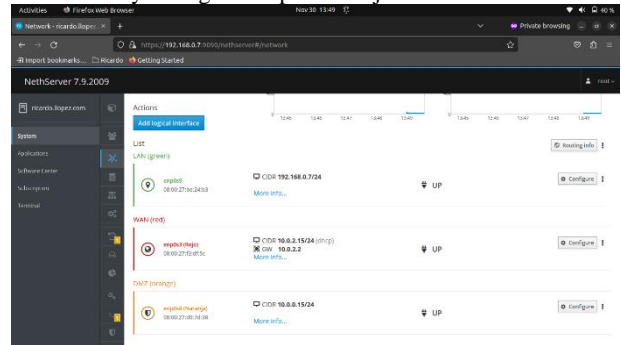 Activities Firefox Web Browser Nov 30 13:49 40 %
Network - ricardo.llopez. Private browsing
https://192.168.0.7:9090/nethserver#/network
Import bookmarks... Ricardo Getting Started
NethServer 7.9.2009 root
ricardo.llopez.com
System
Applications
Software Center
Subscription
Terminal
Actions
Add logical interface
List
Routing info
LAN (green)
CIDR 192.168.0.7/24
More info...
UP
Configure
WAN (red)
enp0s3 (Rojo)
CIDR 10.0.2.15/24 (dhcp)
GW 10.0.2.2
More info...
UP
Configure
DMZ (orange)
CIDR 10.0.0.15/24
More info...
UP
Configure